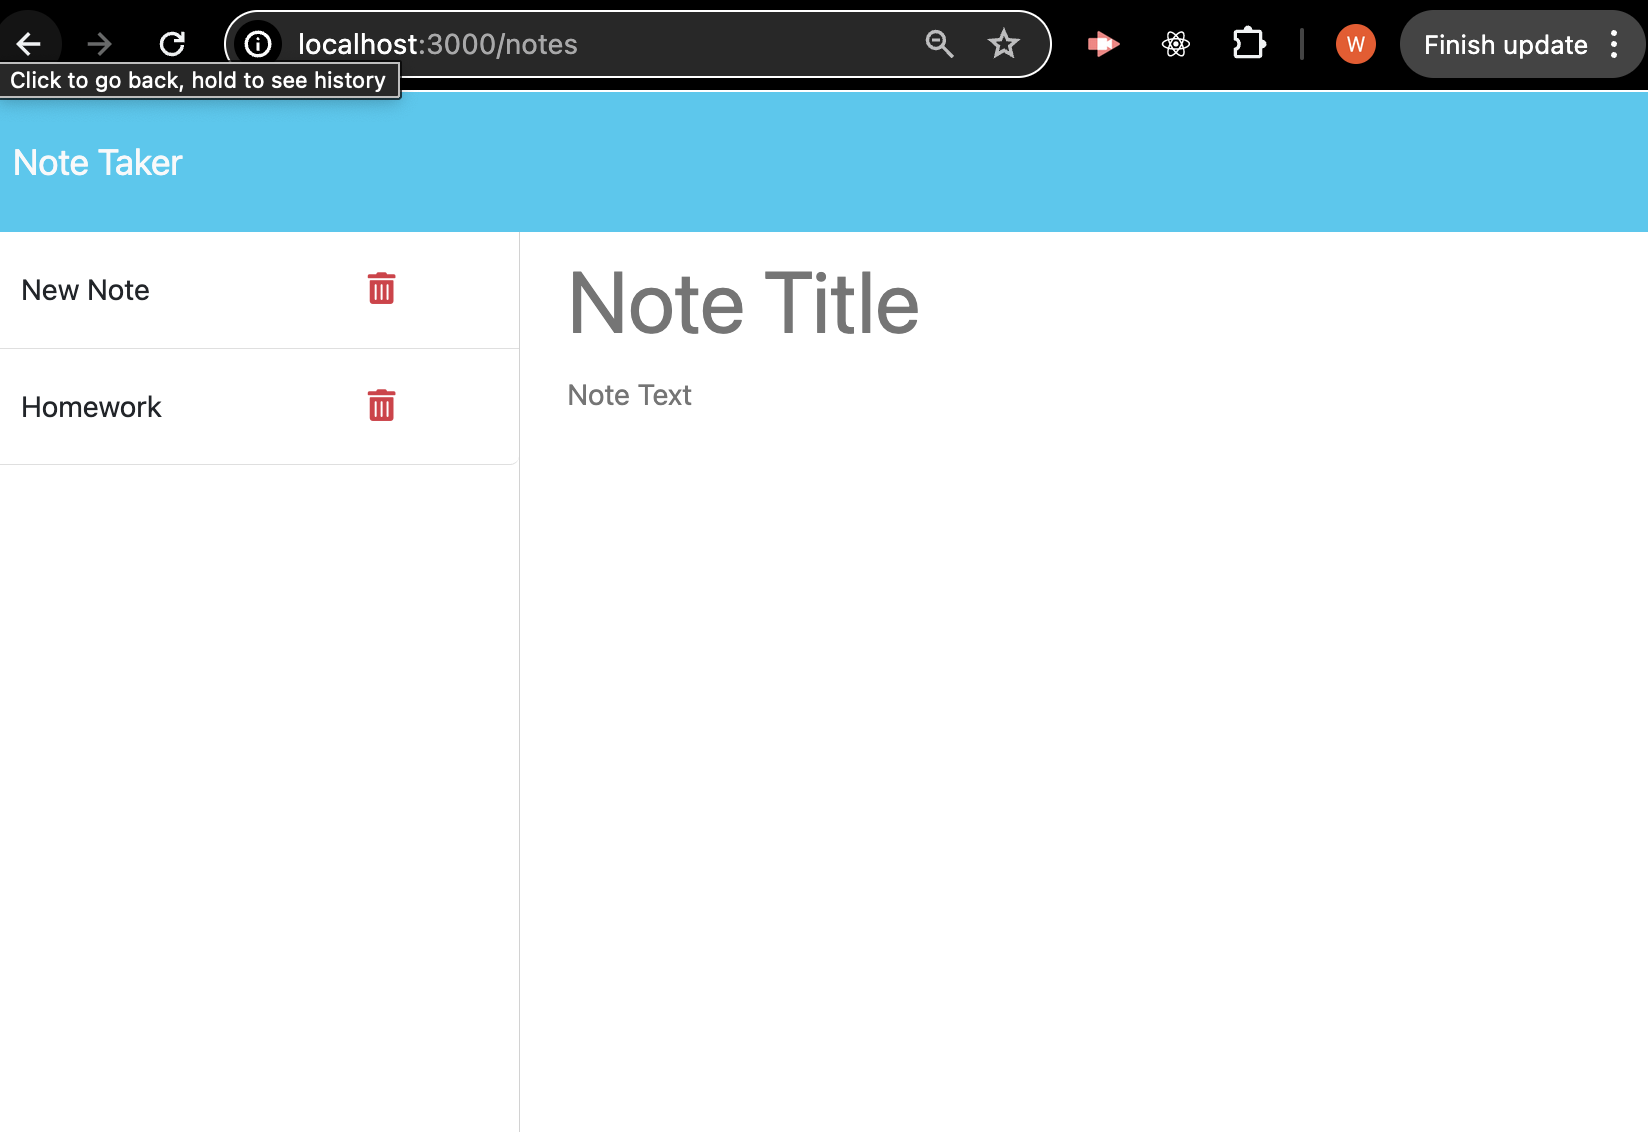 localhost:3000/notes
W
Finish update
Click to go back, hold to see history
Note Taker
New Note
Homework
Note Title
Note Text